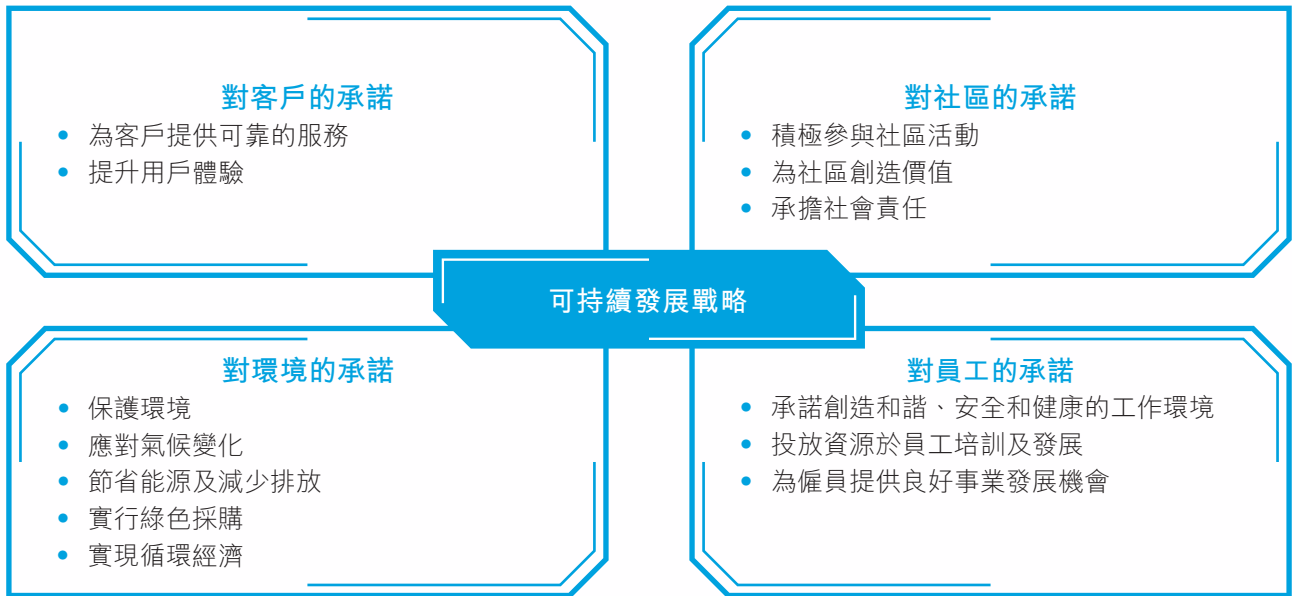 對客戶的承諾
• 為客戶提供可靠的服務
• 提升用戶體驗
對社區的承諾
• 積極參與社區活動
• 為社區創造價值
• 承擔社會責任
可持續發展戰略
對環境的承諾
• 保護環境
• 應對氣候變化
• 節省能源及減少排放
• 實行綠色採購
• 實現循環經濟
對員工的承諾
• 承諾創造和諧、安全和健康的工作環境
• 投放資源於員工培訓及發展
• 為僱員提供良好事業發展機會